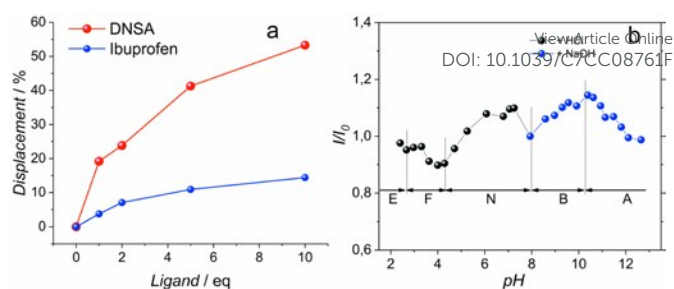 DNSA
Ibuprofen
a
60
50
40
30
20
10
0
0
2
4
6
8
10
Displacement / %
Ligand / eq
b
View Article Online
DOI: 10.1039/C7CC08761F
NaOH
1,4
1,2
1,0
0,8
0,6
I/I0
E F N B A
2 4 6 8 10 12
pH